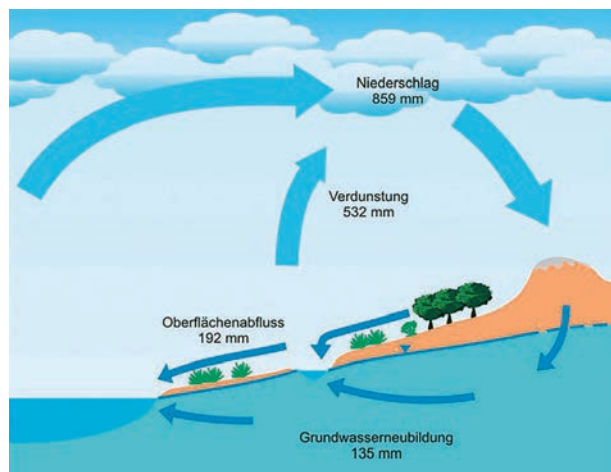 Niederschlag
859 mm
Verdunstung
532 mm
Oberflächenabfluss
192 mm
Grundwasserneubildung
135 mm